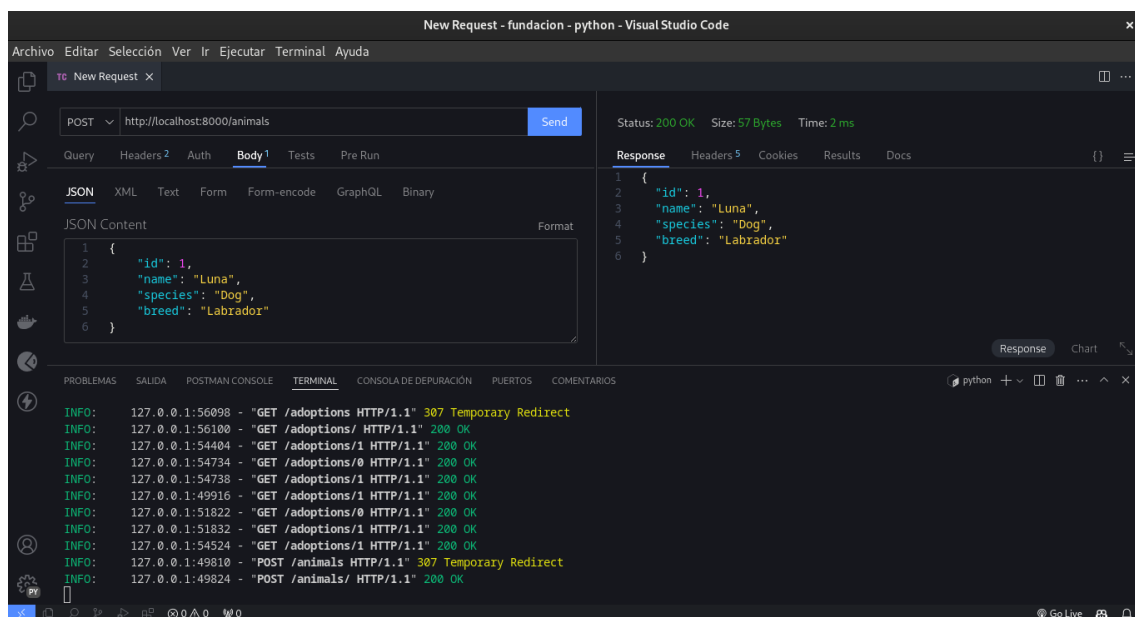 New Request - fundacion - python - Visual Studio Code
Archivo Editar Selección Ver Ir Ejecutar Terminal Ayuda
TC New Request
POST http://localhost:8000/animals Send
Query Headers 2 Auth Body 1 Tests Pre Run
JSON XML Text Form Form-encode GraphQL Binary
JSON Content Format
1 {
2 "id": 1,
3 "name": "Luna",
4 "species": "Dog",
5 "breed": "Labrador"
6 }
Status: 200 OK Size: 57 Bytes Time: 2 ms
Response Headers 5 Cookies Results Docs {}
1 {
2 "id": 1,
3 "name": "Luna",
4 "species": "Dog",
5 "breed": "Labrador"
6 }
Response Chart
PROBLEMAS SALIDA POSTMAN CONSOLE TERMINAL CONSOLA DE DEPURACIÓN PUERTOS COMENTARIOS python
INFO: 127.0.0.1:56098 - "GET /adoptions HTTP/1.1" 307 Temporary Redirect
INFO: 127.0.0.1:56100 - "GET /adoptions/ HTTP/1.1" 200 OK
INFO: 127.0.0.1:54404 - "GET /adoptions/1 HTTP/1.1" 200 OK
INFO: 127.0.0.1:54734 - "GET /adoptions/0 HTTP/1.1" 200 OK
INFO: 127.0.0.1:54738 - "GET /adoptions/1 HTTP/1.1" 200 OK
INFO: 127.0.0.1:49916 - "GET /adoptions/1 HTTP/1.1" 200 OK
INFO: 127.0.0.1:51822 - "GET /adoptions/0 HTTP/1.1" 200 OK
INFO: 127.0.0.1:51832 - "GET /adoptions/1 HTTP/1.1" 200 OK
INFO: 127.0.0.1:54524 - "GET /adoptions/1 HTTP/1.1" 200 OK
INFO: 127.0.0.1:49810 - "POST /animals HTTP/1.1" 307 Temporary Redirect
INFO: 127.0.0.1:49824 - "POST /animals/ HTTP/1.1" 200 OK
PY
0 0 0 Go Live